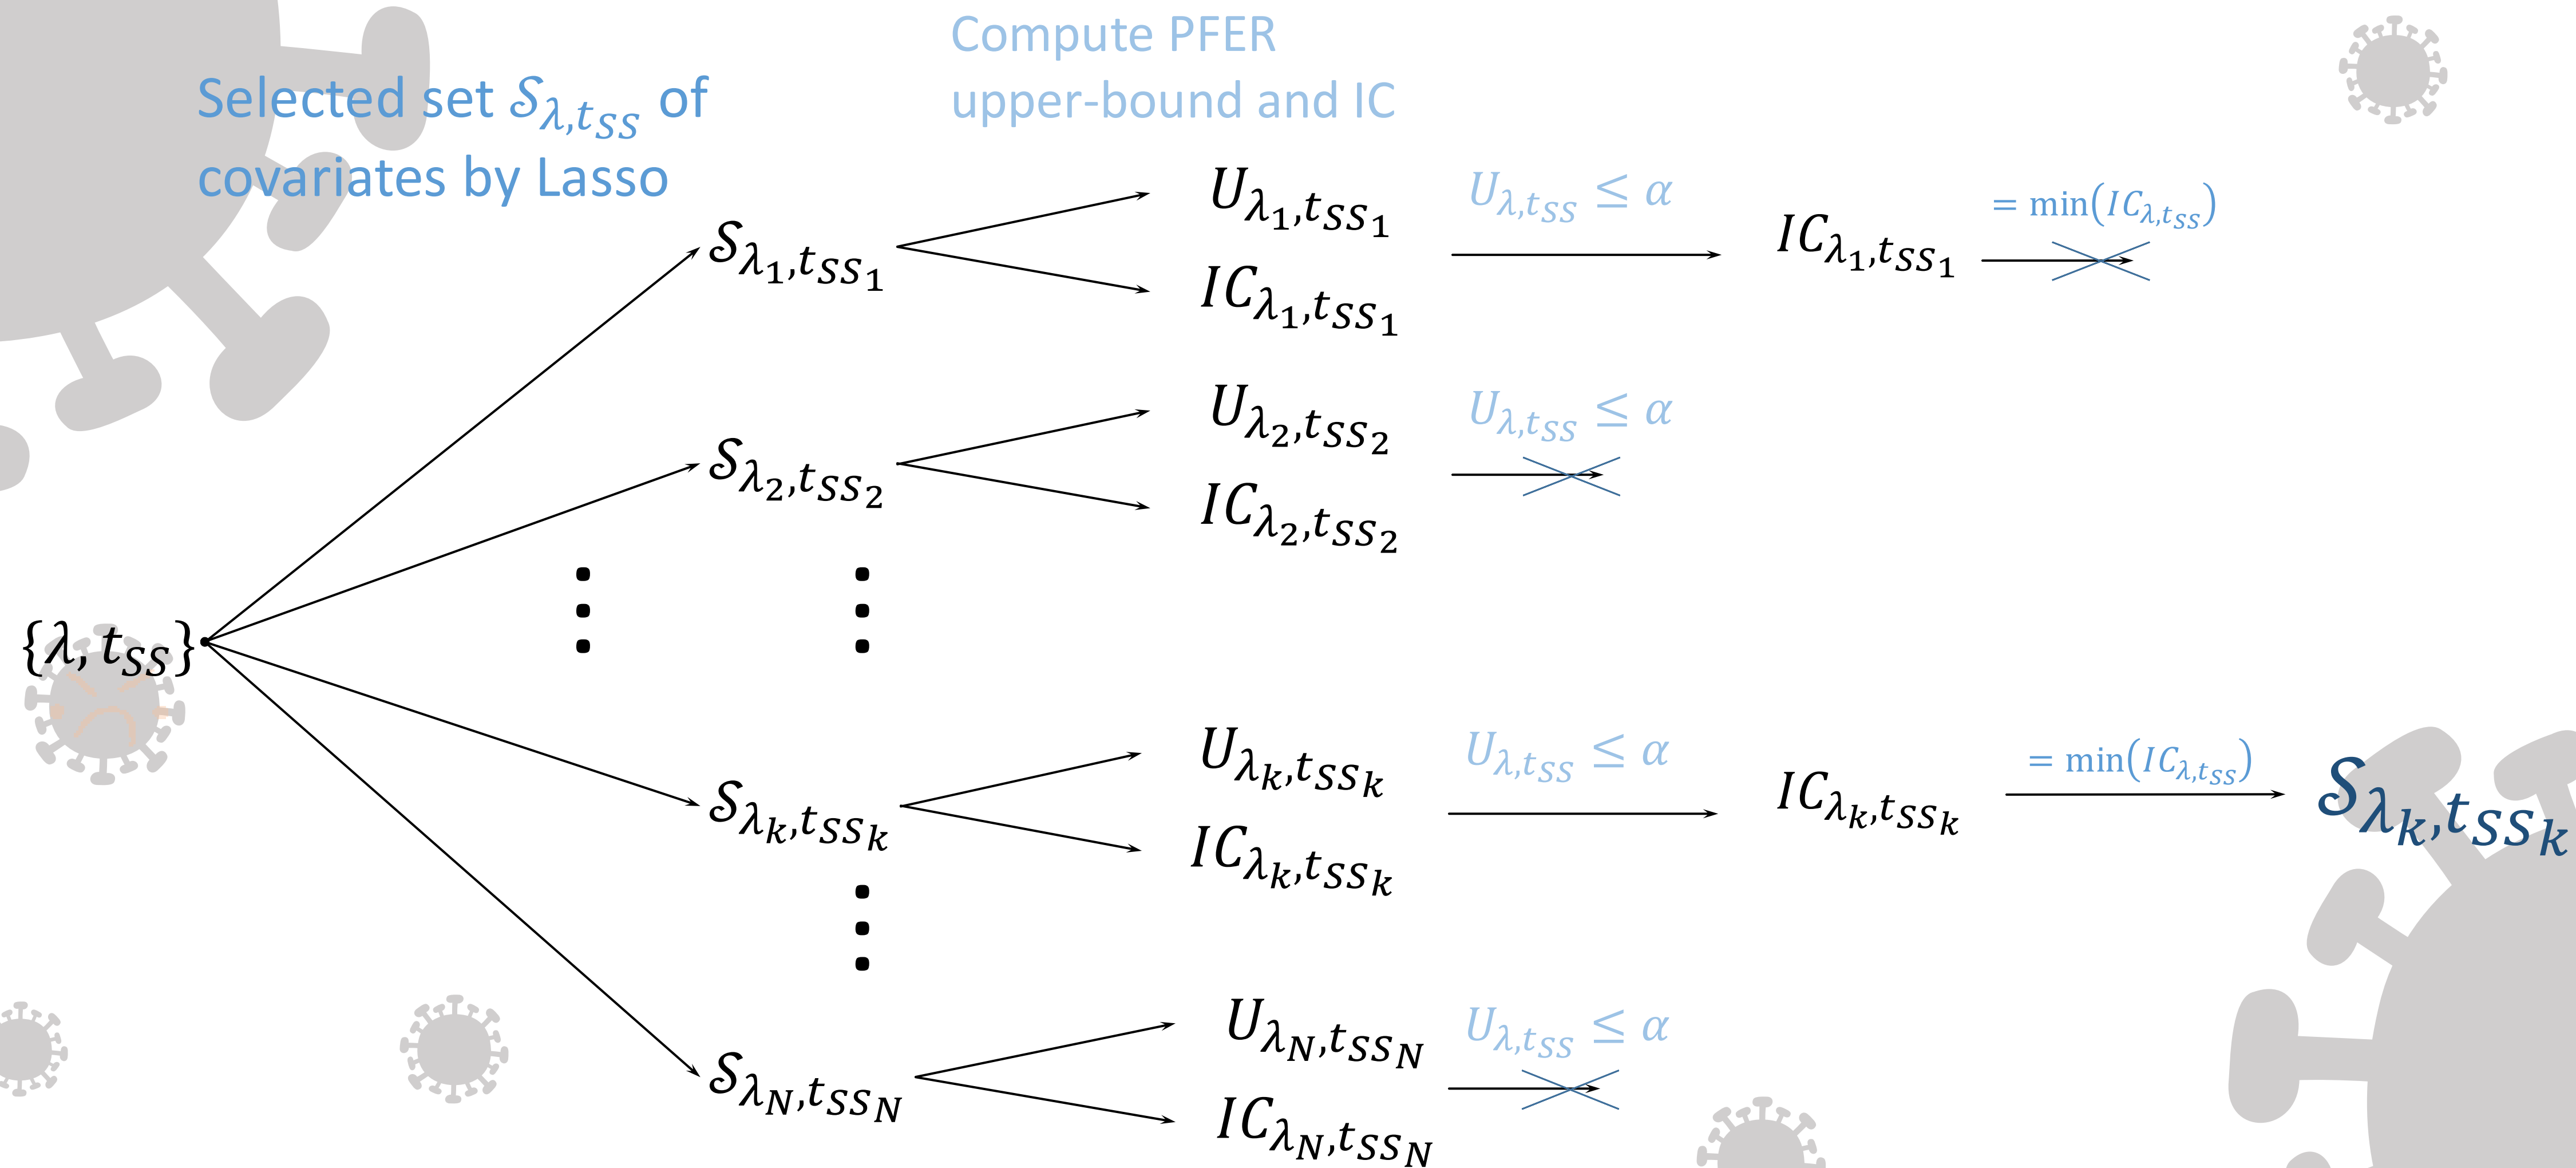 Compute PFER
upper-bound and IC
Selected set 𝒮_{λ,t_{SS}} of
covariates by Lasso
𝒮_{λ_1,t_{SS_1}}
U_{λ_1,t_{SS_1}}
IC_{λ_1,t_{SS_1}}
U_{λ,t_{SS}} ≤ α
IC_{λ_1,t_{SS_1}}
= min(IC_{λ,t_{SS}})
𝒮_{λ_2,t_{SS_2}}
U_{λ_2,t_{SS_2}}
IC_{λ_2,t_{SS_2}}
U_{λ,t_{SS}} ≤ α
{λ, t_{SS}}
𝒮_{λ_k,t_{SS_k}}
U_{λ_k,t_{SS_k}}
IC_{λ_k,t_{SS_k}}
U_{λ,t_{SS}} ≤ α
IC_{λ_k,t_{SS_k}}
= min(IC_{λ,t_{SS}})
𝒮_{λ_k,t_{SS_k}}
𝒮_{λ_N,t_{SS_N}}
U_{λ_N,t_{SS_N}}
IC_{λ_N,t_{SS_N}}
U_{λ,t_{SS}} ≤ α